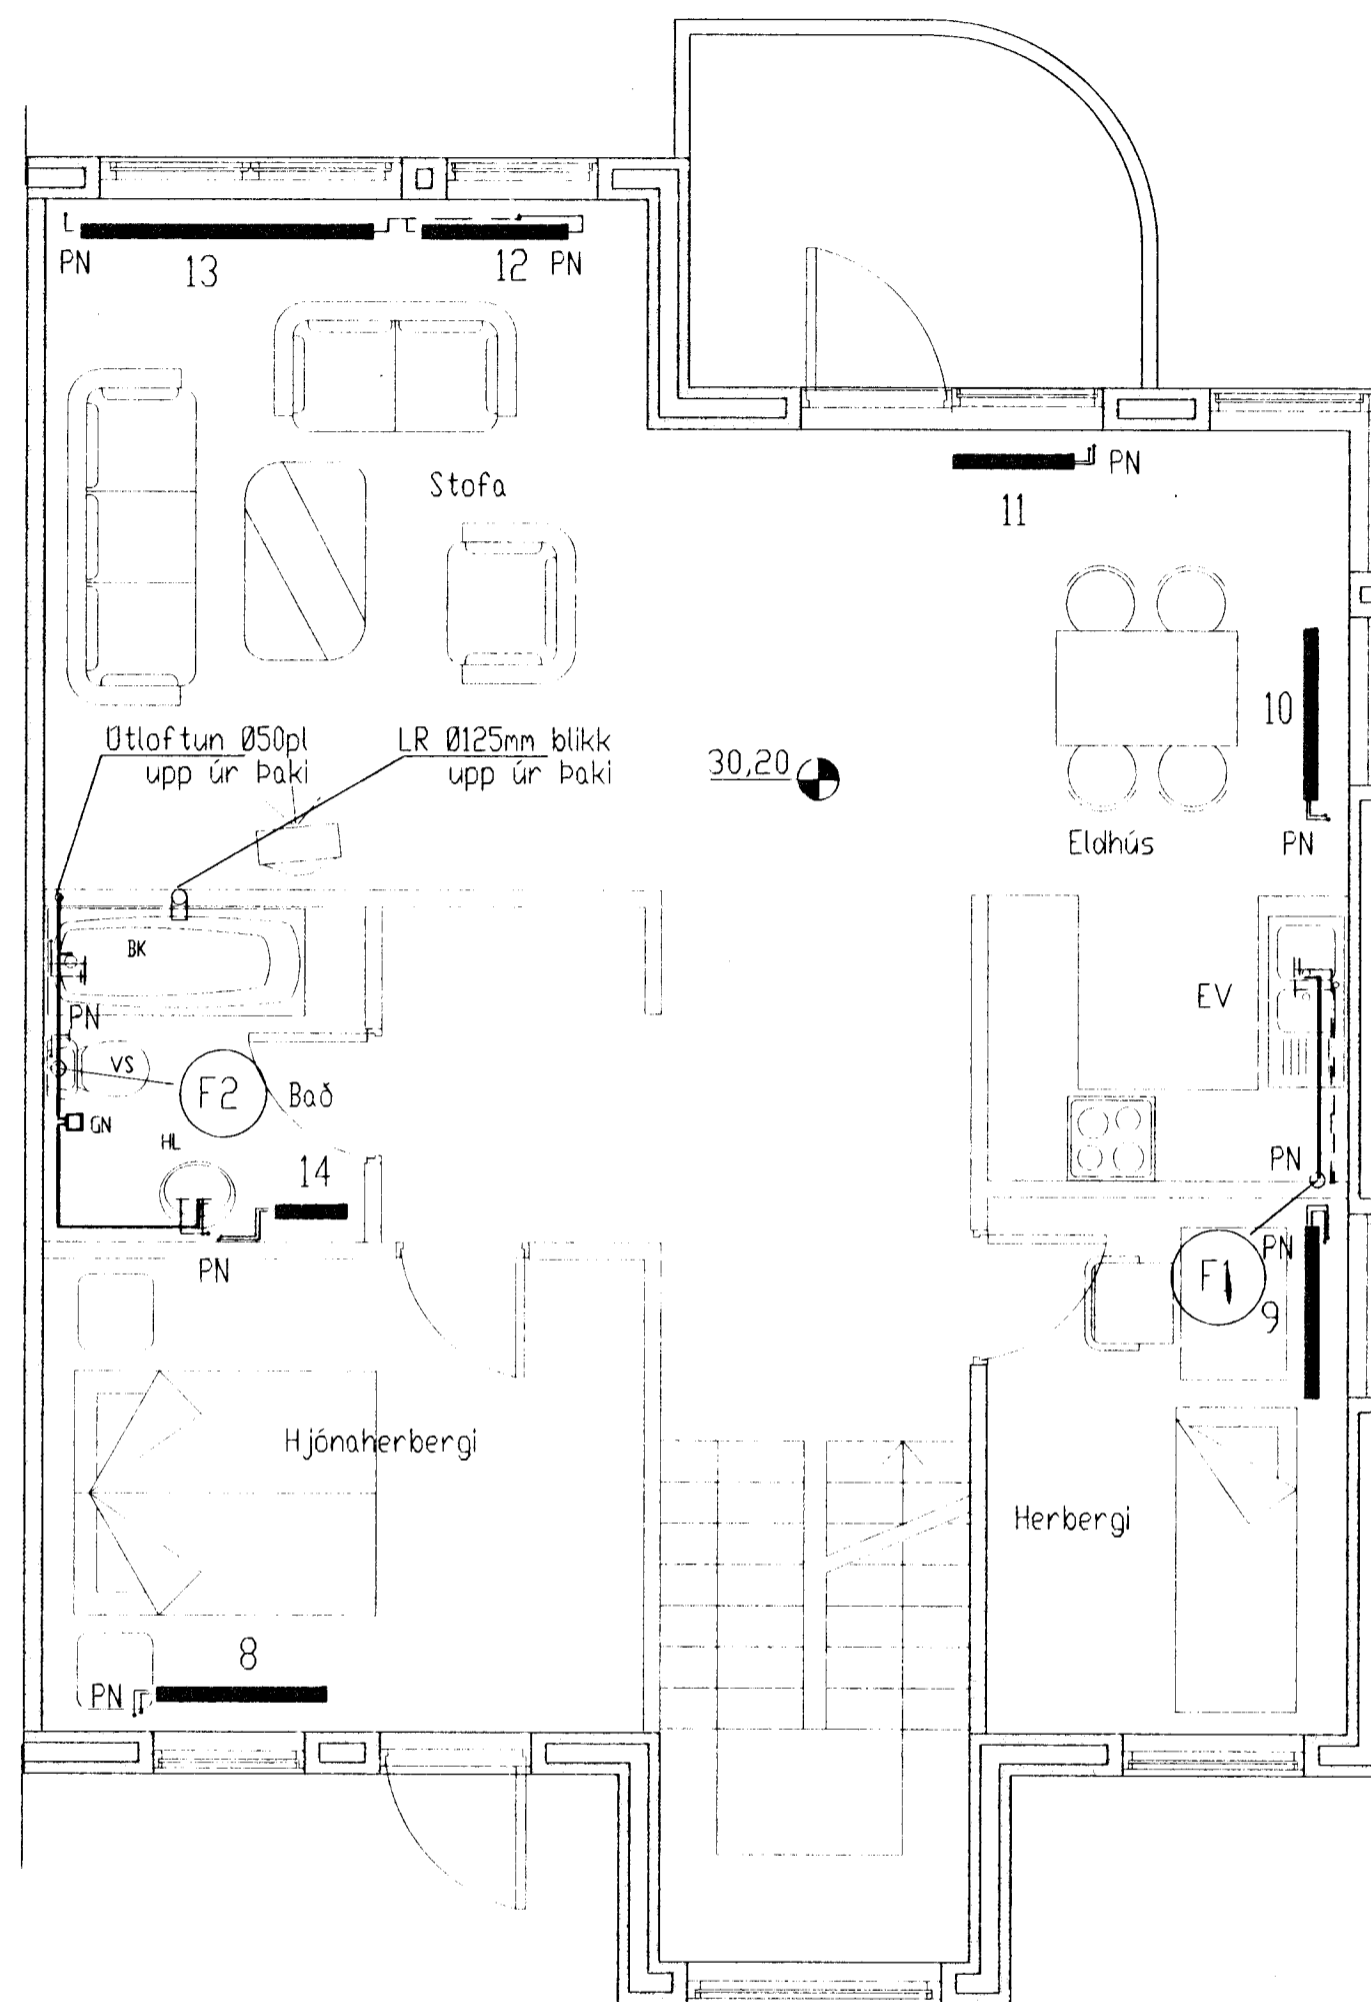 PN
13
12
PN
Stofa
PN
11
Útloftun Ø50pl
upp úr þaki
LR Ø125mm blikk
upp úr þaki
30,20
10
Eldhús
PN
BK
EV
PN
VS
F2
Bað
GN
HL
14
PN
PN
PN
F1
9
Hjónaherbergi
Herbergi
8
PN